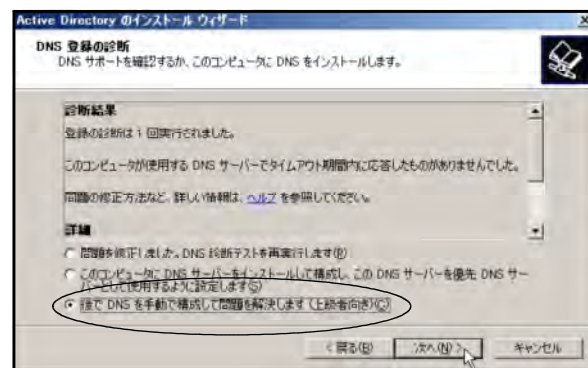 Active Directory のインストール ウィザード
DNS 登録の診断
DNS サポートを確認するか、このコンピュータに DNS をインストールします。
診断結果
登録の診断は 1 回実行されました。
このコンピュータが使用する DNS サーバーでタイムアウト期間内に応答したものがありませんでした。
問題の修正方法など、詳しい情報は、ヘルプ を参照してください。
詳細
問題を修正しました。DNS 診断テストを再実行します(P)
このコンピュータに DNS サーバーをインストールして構成し、この DNS サーバーを優先 DNS サー
バーとして使用するように設定します(S)
後で DNS を手動で構成して問題を解決します (上級者向き)(C)
< 戻る(B)
次へ(N) >
キャンセル